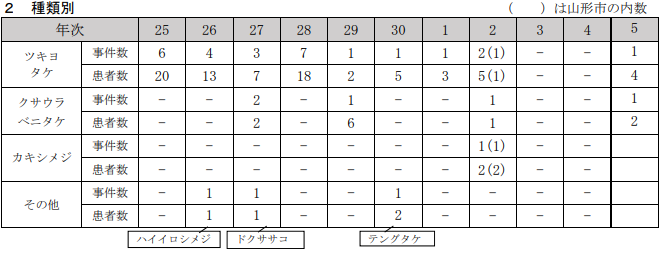 ２ 種類別
（　）は山形市の内数
年次 25 26 27 28 29 30 1 2 3 4 5
ツキヨタケ 事件数 6 4 3 7 1 1 1 2(1) － － 1
患者数 20 13 7 18 2 5 3 5(1) － － 4
クサウラベニタケ 事件数 － － 2 － 1 － － 1 － － 1
患者数 － － 2 － 6 － － 1 － － 2
カキシメジ 事件数 － － － － － － － 1(1) － －
患者数 － － － － － － － 2(2) － －
その他 事件数 － 1 1 － － 1 － － － －
患者数 － 1 1 － － 2 － － － －
ハイイロシメジ ドクササコ テングタケ